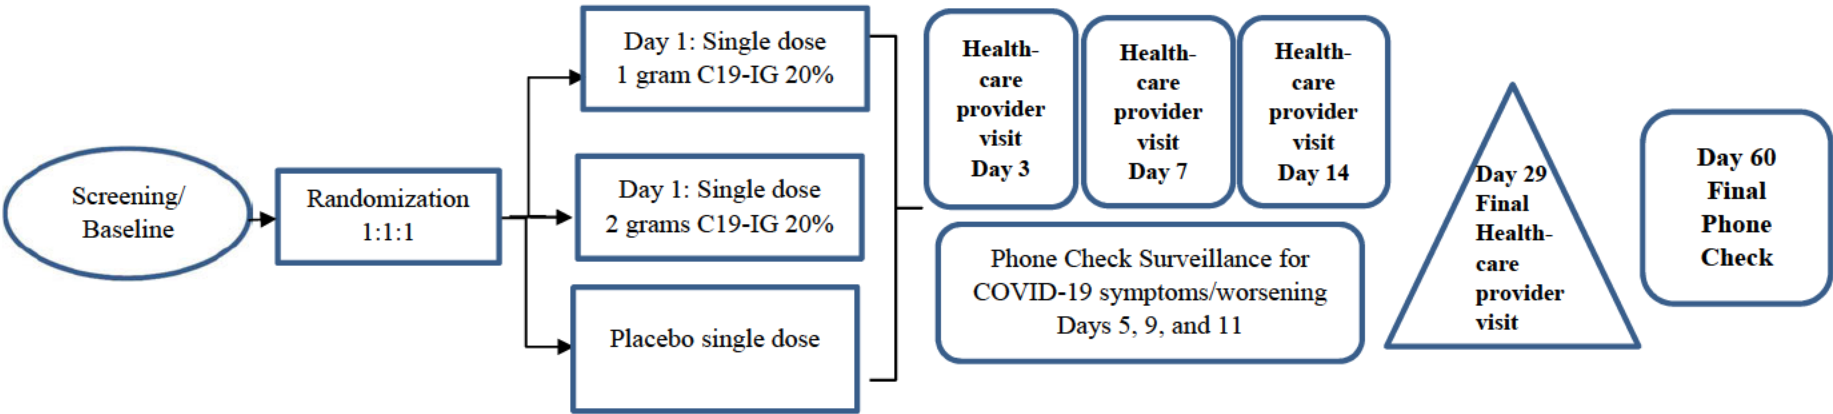 Screening/
Baseline
Randomization
1:1:1
Day 1: Single dose
1 gram C19-IG 20%
Day 1: Single dose
2 grams C19-IG 20%
Placebo single dose
Health-
care
provider
visit
Day 3
Health-
care
provider
visit
Day 7
Health-
care
provider
visit
Day 14
Phone Check Surveillance for
COVID-19 symptoms/worsening
Days 5, 9, and 11
Day 29
Final
Health-
care
provider
visit
Day 60
Final
Phone
Check